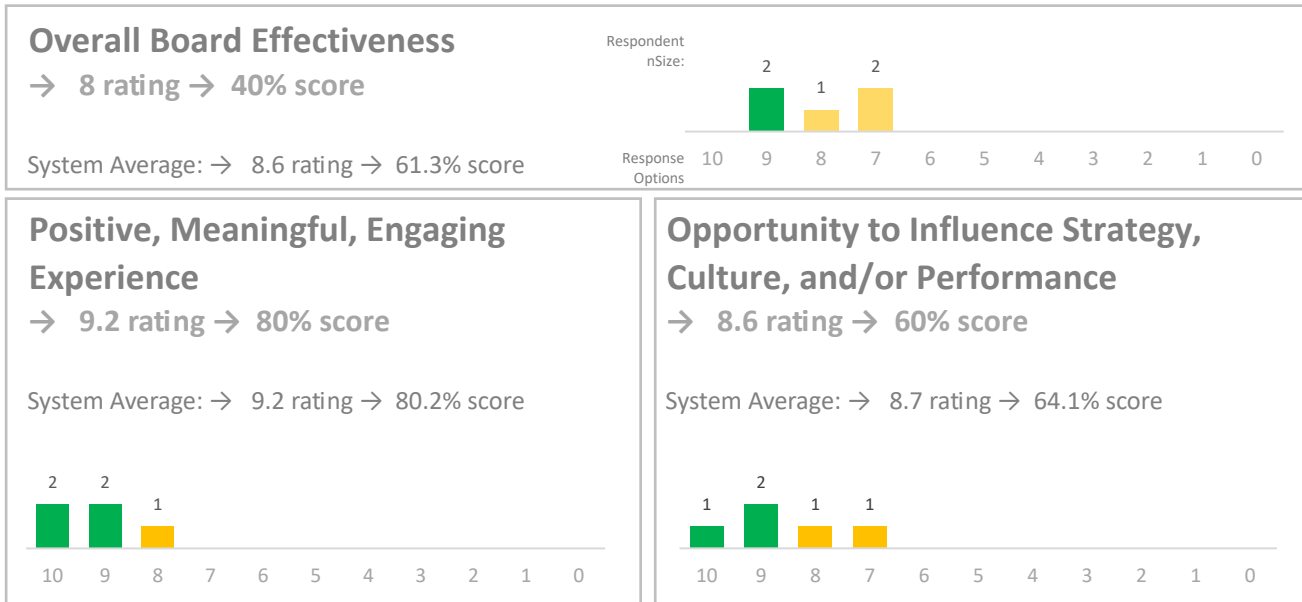 Overall Board Effectiveness
→ 8 rating → 40% score
System Average: → 8.6 rating → 61.3% score
Respondent
nSize:
2
1
2
Response
Options
10 9 8 7 6 5 4 3 2 1 0
Positive, Meaningful, Engaging
Experience
→ 9.2 rating → 80% score
System Average: → 9.2 rating → 80.2% score
2 2
1
10 9 8 7 6 5 4 3 2 1 0
Opportunity to Influence Strategy,
Culture, and/or Performance
→ 8.6 rating → 60% score
System Average: → 8.7 rating → 64.1% score
2
1 1 1
10 9 8 7 6 5 4 3 2 1 0